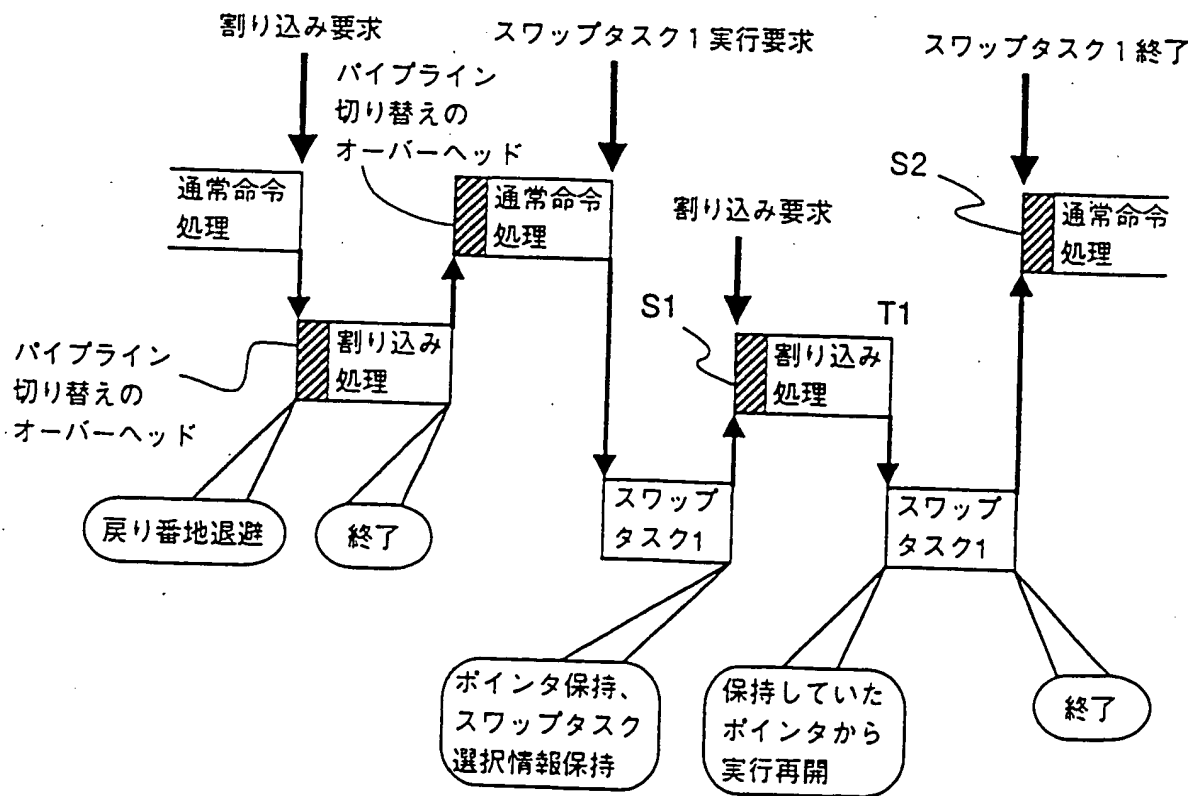 割り込み要求
スワップタスク1実行要求
スワップタスク1終了
パイプライン
切り替えの
オーバーヘッド
S2
通常命令
処理
通常命令
処理
割り込み要求
通常命令
処理
S1
T1
パイプライン
切り替えの
オーバーヘッド
割り込み
処理
割り込み
処理
戻り番地退避
終了
スワップ
タスク1
スワップ
タスク1
ポインタ保持、
スワップタスク
選択情報保持
保持していた
ポインタから
実行再開
終了